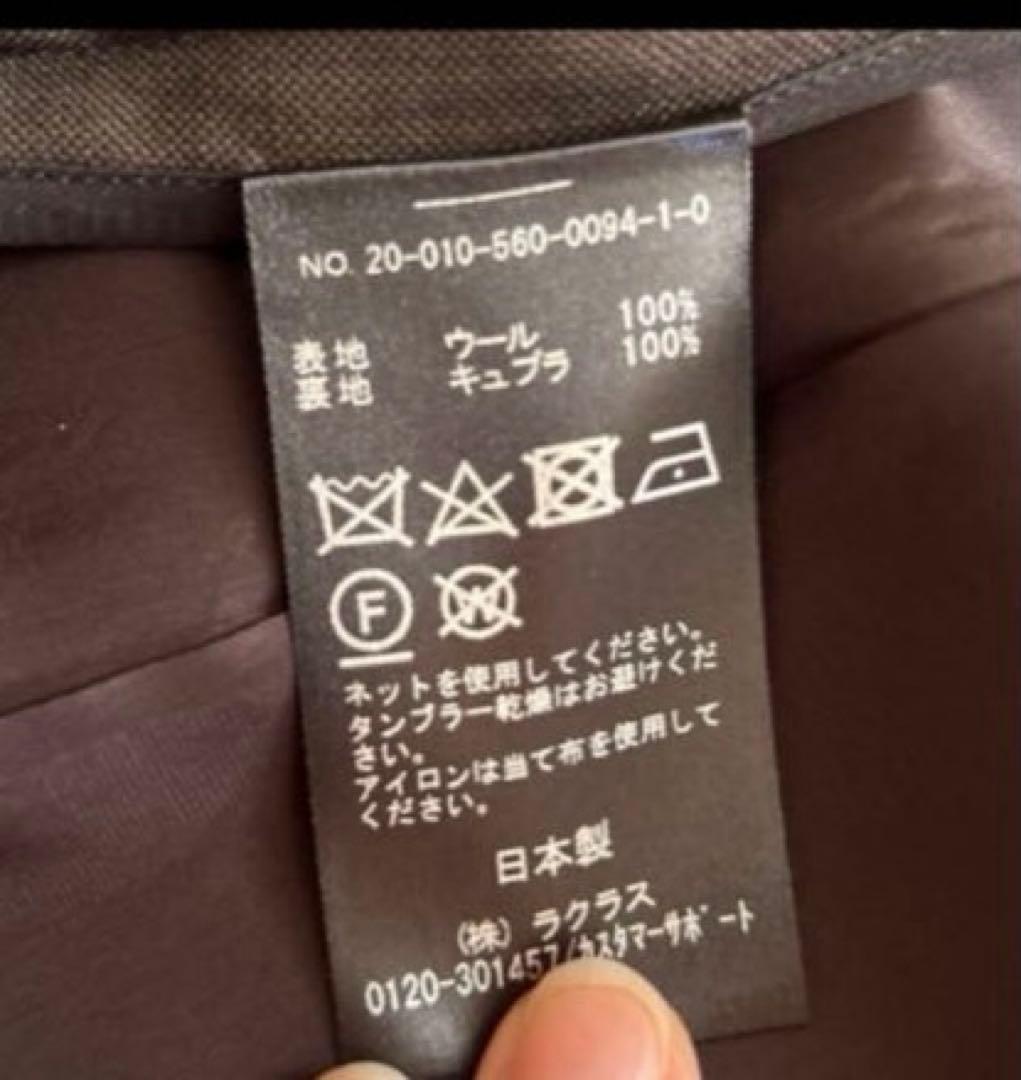 NO. 20-010-560-0094-1-0
表地 ウール 100%
裏地 キュプラ 100%
F W
ネットを使用してください。
タンブラー乾燥はお避けくだ
さい。
アイロンは当て布を使用して
ください。
日本製
(株) ラクラス
0120-301457/カスタマーサポート